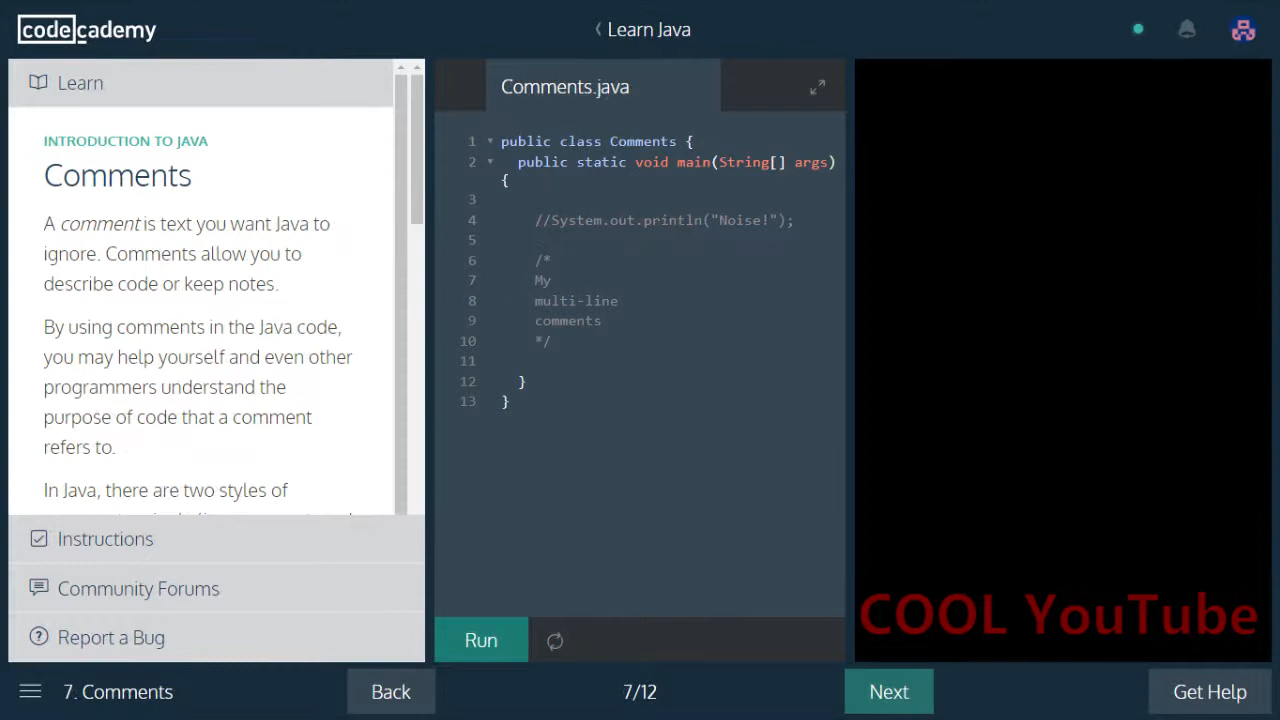 codecademy
Learn Java
Learn
INTRODUCTION TO JAVA
Comments
A comment is text you want Java to
ignore. Comments allow you to
describe code or keep notes.
By using comments in the Java code,
you may help yourself and even other
programmers understand the
purpose of code that a comment
refers to.
In Java, there are two styles of
Instructions
Community Forums
Report a Bug
Comments.java
1 public class Comments {
2 public static void main(String[] args)
{
3
4 //System.out.println("Noise!");
5
6 /*
7 My
8 multi-line
9 comments
10 */
11
12 }
13 }
Run
COOL YouTube
7. Comments
Back
7/12
Next
Get Help